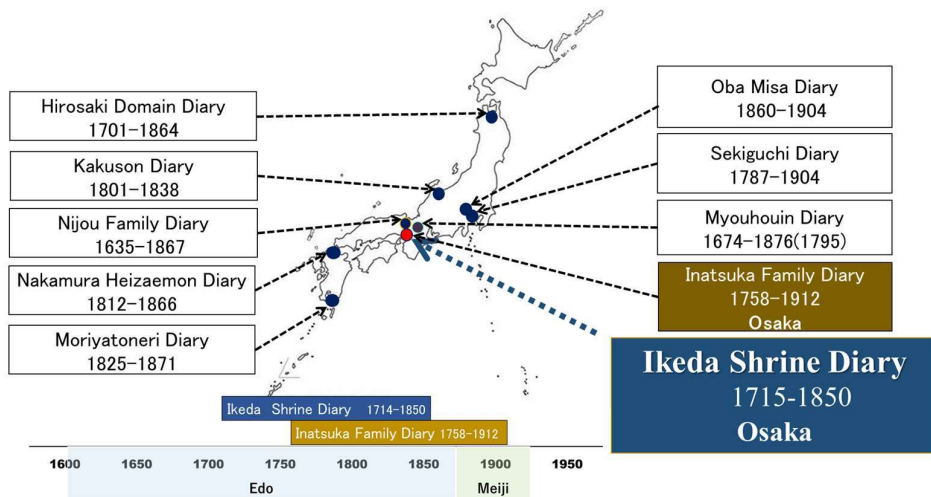 Hirosaki Domain Diary
1701-1864
Kakuson Diary
1801-1838
Nijou Family Diary
1635-1867
Nakamura Heizaemon Diary
1812-1866
Moriyatoneri Diary
1825-1871
Oba Misa Diary
1860-1904
Sekiguchi Diary
1787-1904
Myouhouin Diary
1674-1876(1795)
Inatsuka Family Diary
1758-1912
Osaka
Ikeda Shrine Diary
1715-1850
Osaka
Ikeda Shrine Diary 1714-1850
Inatsuka Family Diary 1758-1912
1600 1650 1700 1750 1800 1850 1900 1950
Edo Meiji